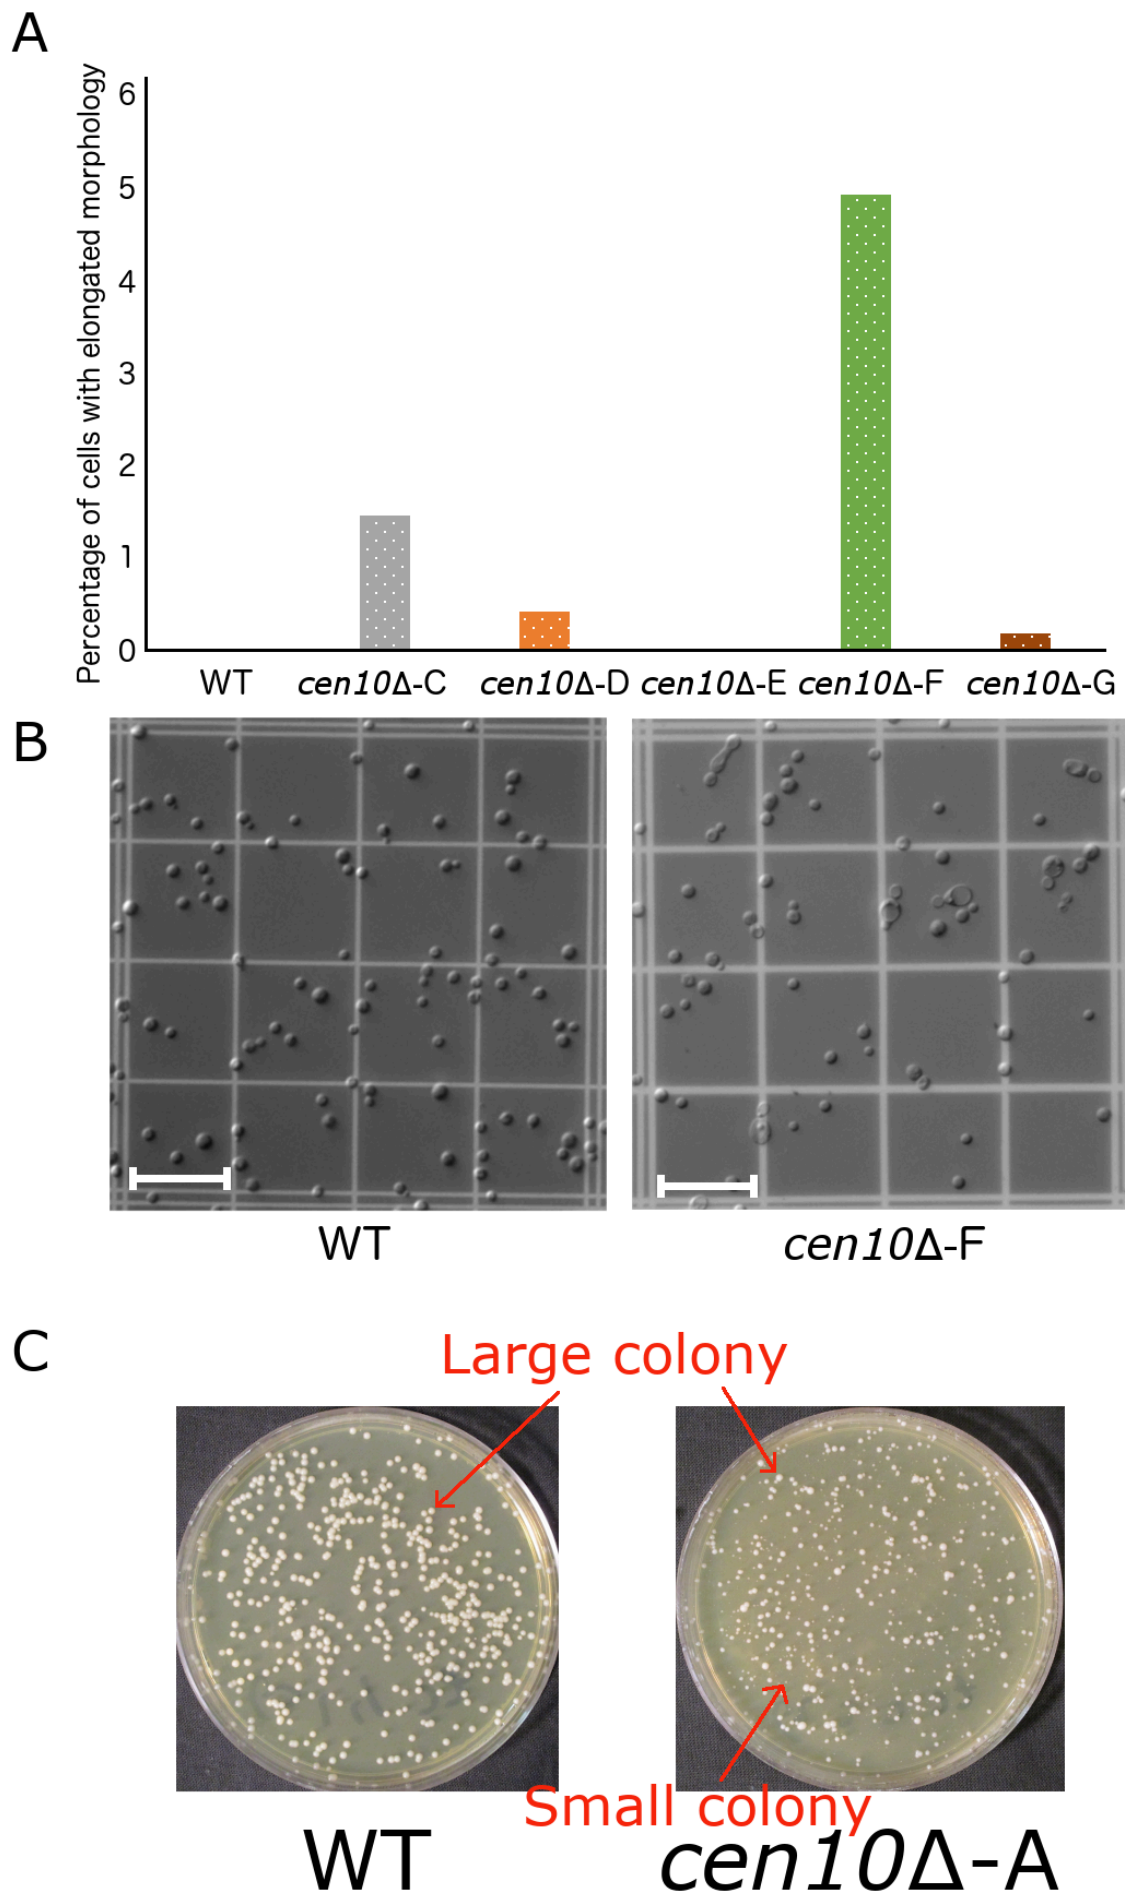 A
Percentage of cells with elongated morphology
6
5
4
3
2
1
0
WT cen10Δ-C cen10Δ-D cen10Δ-E cen10Δ-F cen10Δ-G
B
WT cen10Δ-F
C
Large colony
Small colony
WT cen10Δ-A